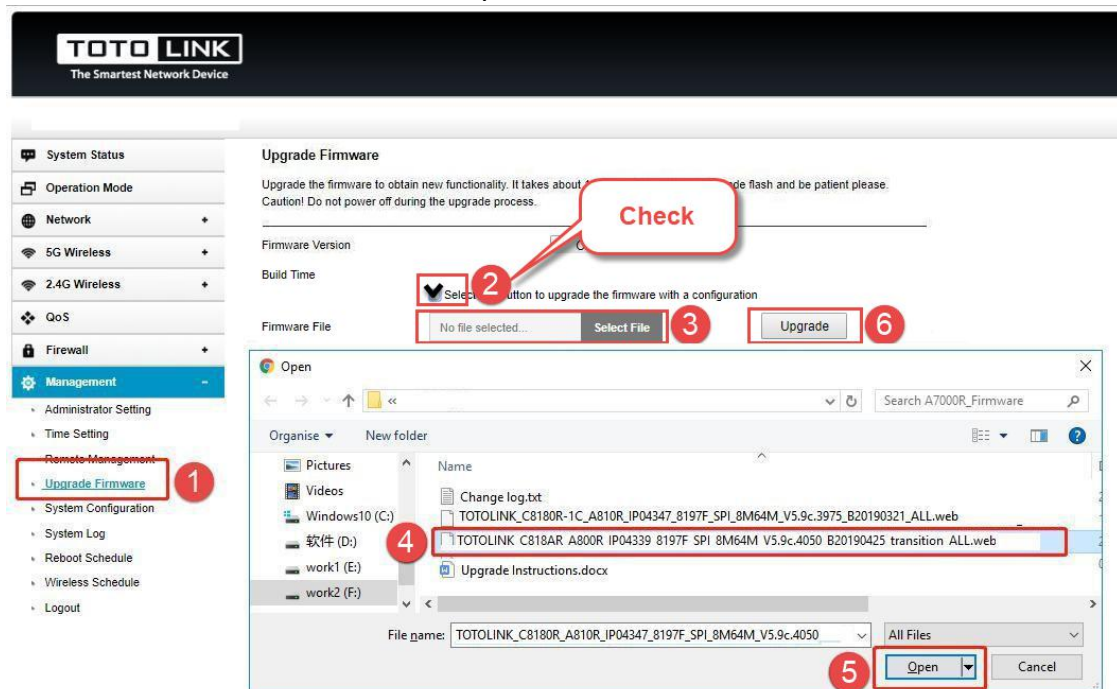 TOTO LINK
The Smartest Network Device
System Status
Operation Mode
Network +
5G Wireless +
2.4G Wireless +
QoS
Firewall +
Management -
Administrator Setting
Time Setting
Remote Management
Upgrade Firmware
1
System Configuration
System Log
Reboot Schedule
Wireless Schedule
Logout
Upgrade Firmware
Upgrade the firmware to obtain new functionality. It takes about flash and be patient please.
Caution! Do not power off during the upgrade process.
Check
Firmware Version
Build Time
2
to upgrade the firmware with a configuration
Firmware File No file selected... Select File 3 Upgrade 6
Open
« Search A7000R_Firmware
Organise New folder
Pictures
Videos
Windows10 (C:)
软件 (D:)
work1 (E:)
work2 (F:)
Name
Change log.txt
TOTOLINK_C8180R-1C_A810R_IP04347_8197F_SPI_8M64M_V5.9c.3975_B20190321_ALL.web
4 TOTOLINK C818AR A800R IP04339 8197F SPI 8M64M V5.9c.4050 B20190425 transition ALL.web
Upgrade Instructions.docx
File name: TOTOLINK_C8180R_A810R_IP04347_8197F_SPI_8M64M_V5.9c.4050 All Files
5 Open Cancel